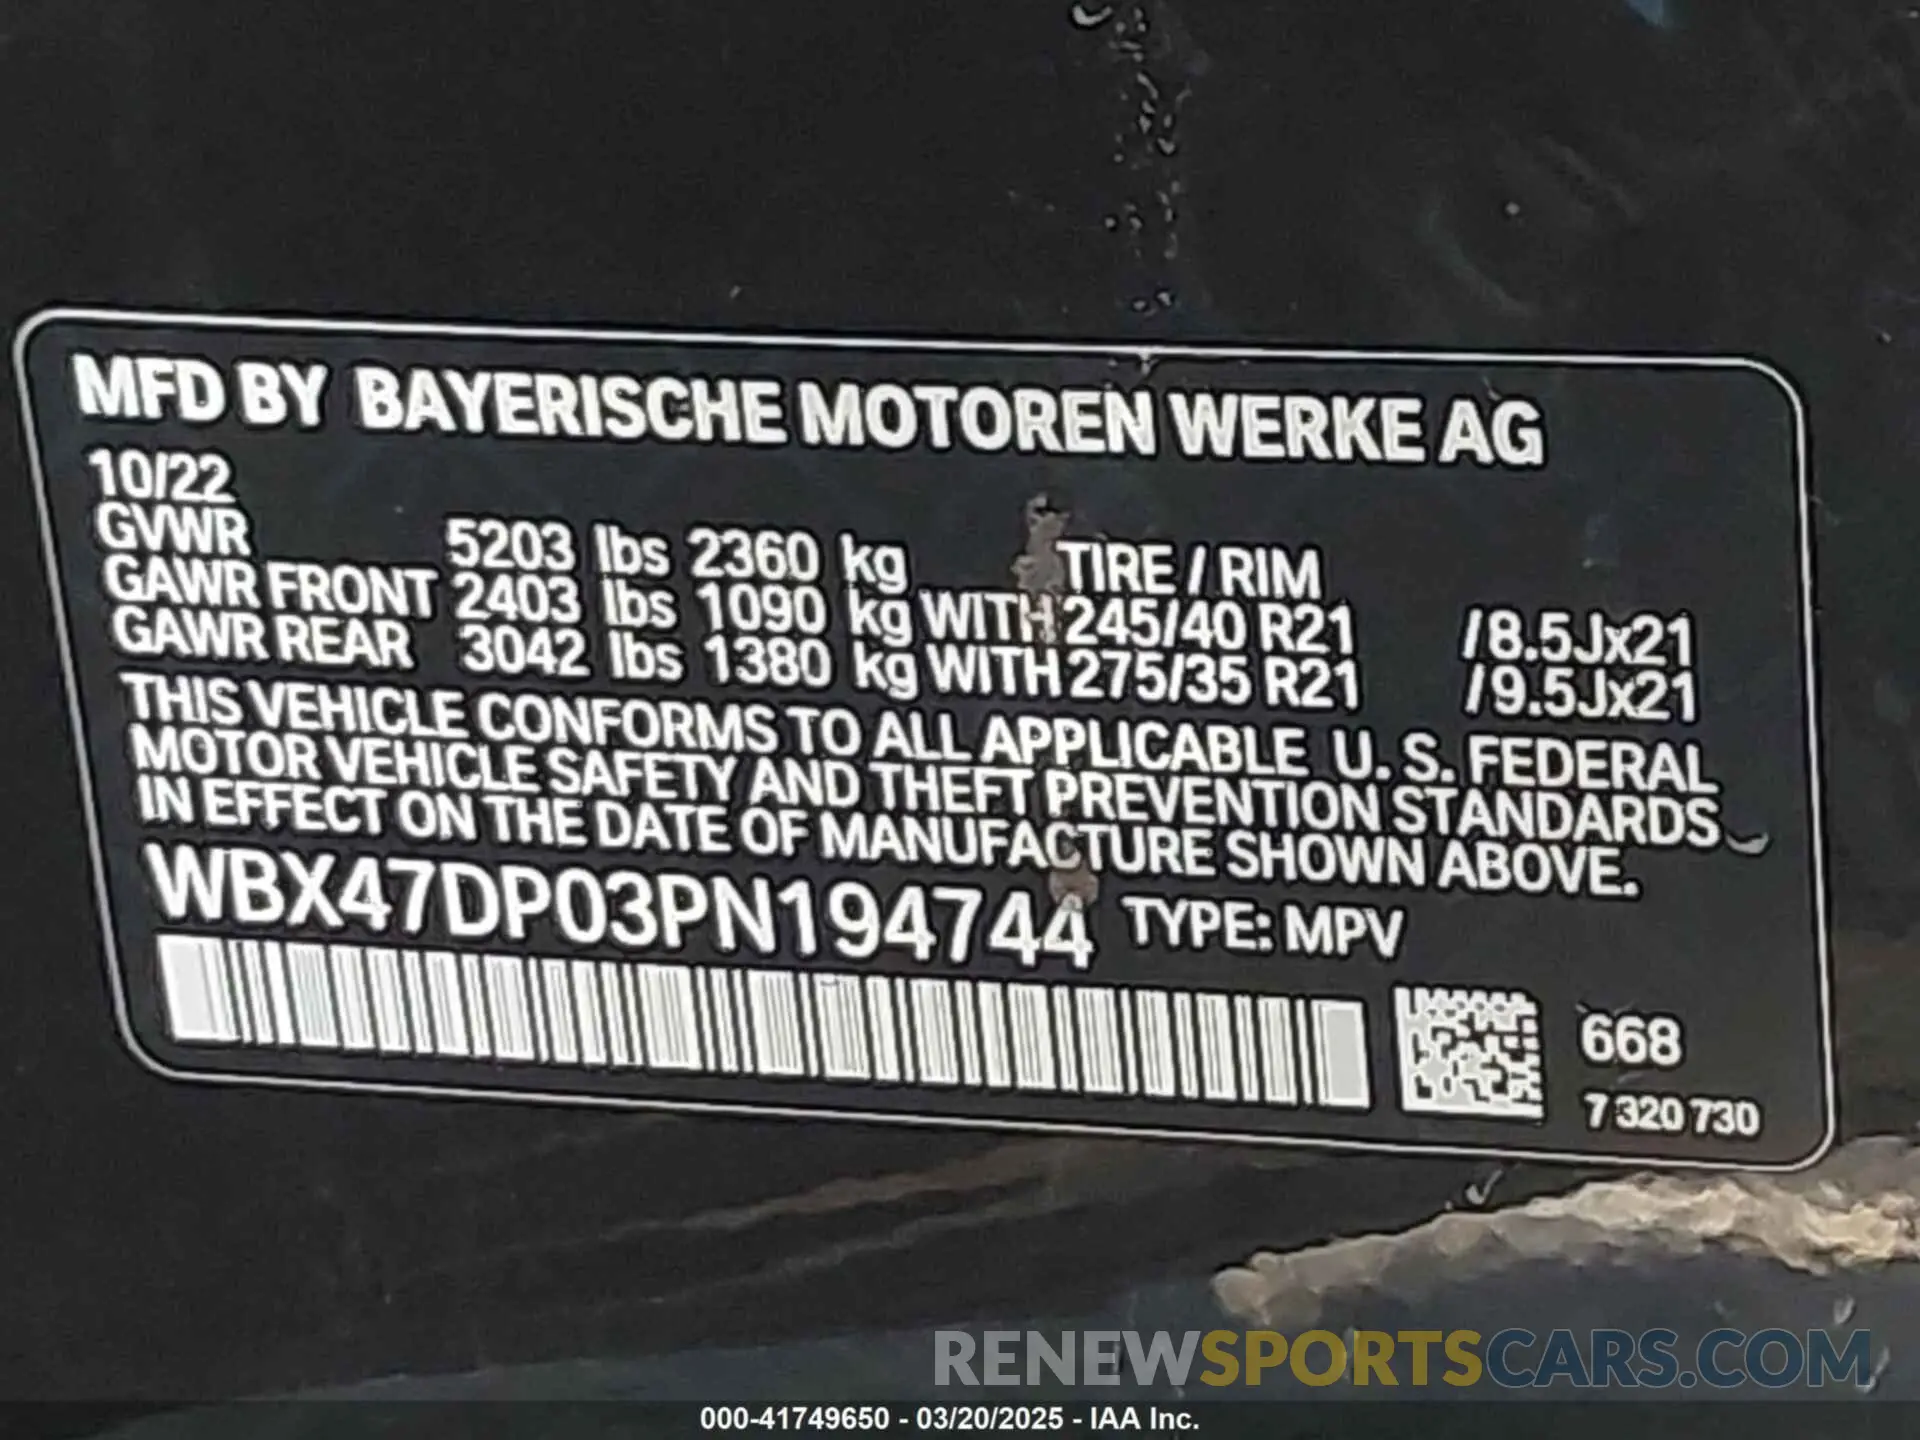 MFD BY BAYERISCHE MOTOREN WERKE AG
10/22
GVWR 5203 lbs 2360 kg TIRE / RIM
GAWR FRONT 2403 lbs 1090 kg WITH 245/40 R21 /8.5Jx21
GAWR REAR 3042 lbs 1380 kg WITH 275/35 R21 /9.5Jx21
THIS VEHICLE CONFORMS TO ALL APPLICABLE U. S. FEDERAL
MOTOR VEHICLE SAFETY AND THEFT PREVENTION STANDARDS
IN EFFECT ON THE DATE OF MANUFACTURE SHOWN ABOVE.
WBX47DP03PN194744 TYPE: MPV
668
7 320 730
RENEWSPORTSCARS.COM
000-41749650 - 03/20/2025 - IAA Inc.